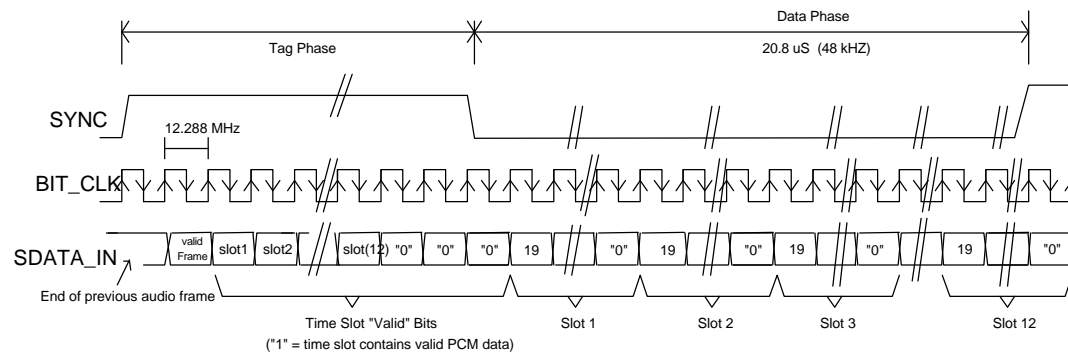 Data Phase
Tag Phase
20.8 uS (48 kHZ)
SYNC
12.288 MHz
BIT_CLK
SDATA_IN
valid
Frame
slot1
slot2
slot(12)
"0"
"0"
"0"
19
"0"
19
"0"
19
"0"
19
"0"
End of previous audio frame
Time Slot "Valid" Bits
("1" = time slot contains valid PCM data)
Slot 1
Slot 2
Slot 3
Slot 12